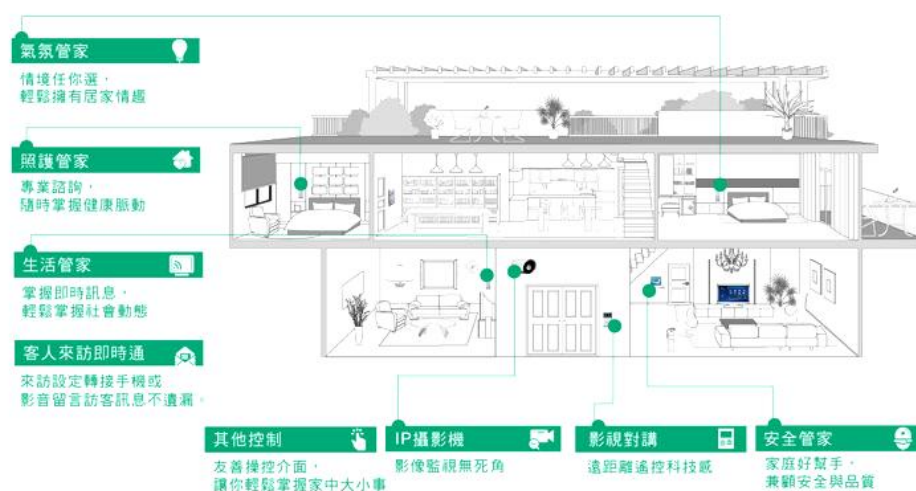 氣氛管家
情境任你選，
輕鬆擁有居家情趣
照護管家
專業諮詢，
隨時掌握健康脈動
生活管家
掌握即時訊息，
輕鬆掌握社會動態
客人來訪即時通
來訪設定轉接手機或
影音留言訪客訊息不遺漏。
其他控制
友善操控介面，
讓你輕鬆掌握家中大小事
IP攝影機
影像監視無死角
影視對講
遠距離遙控科技感
安全管家
家庭好幫手，
兼顧安全與品質